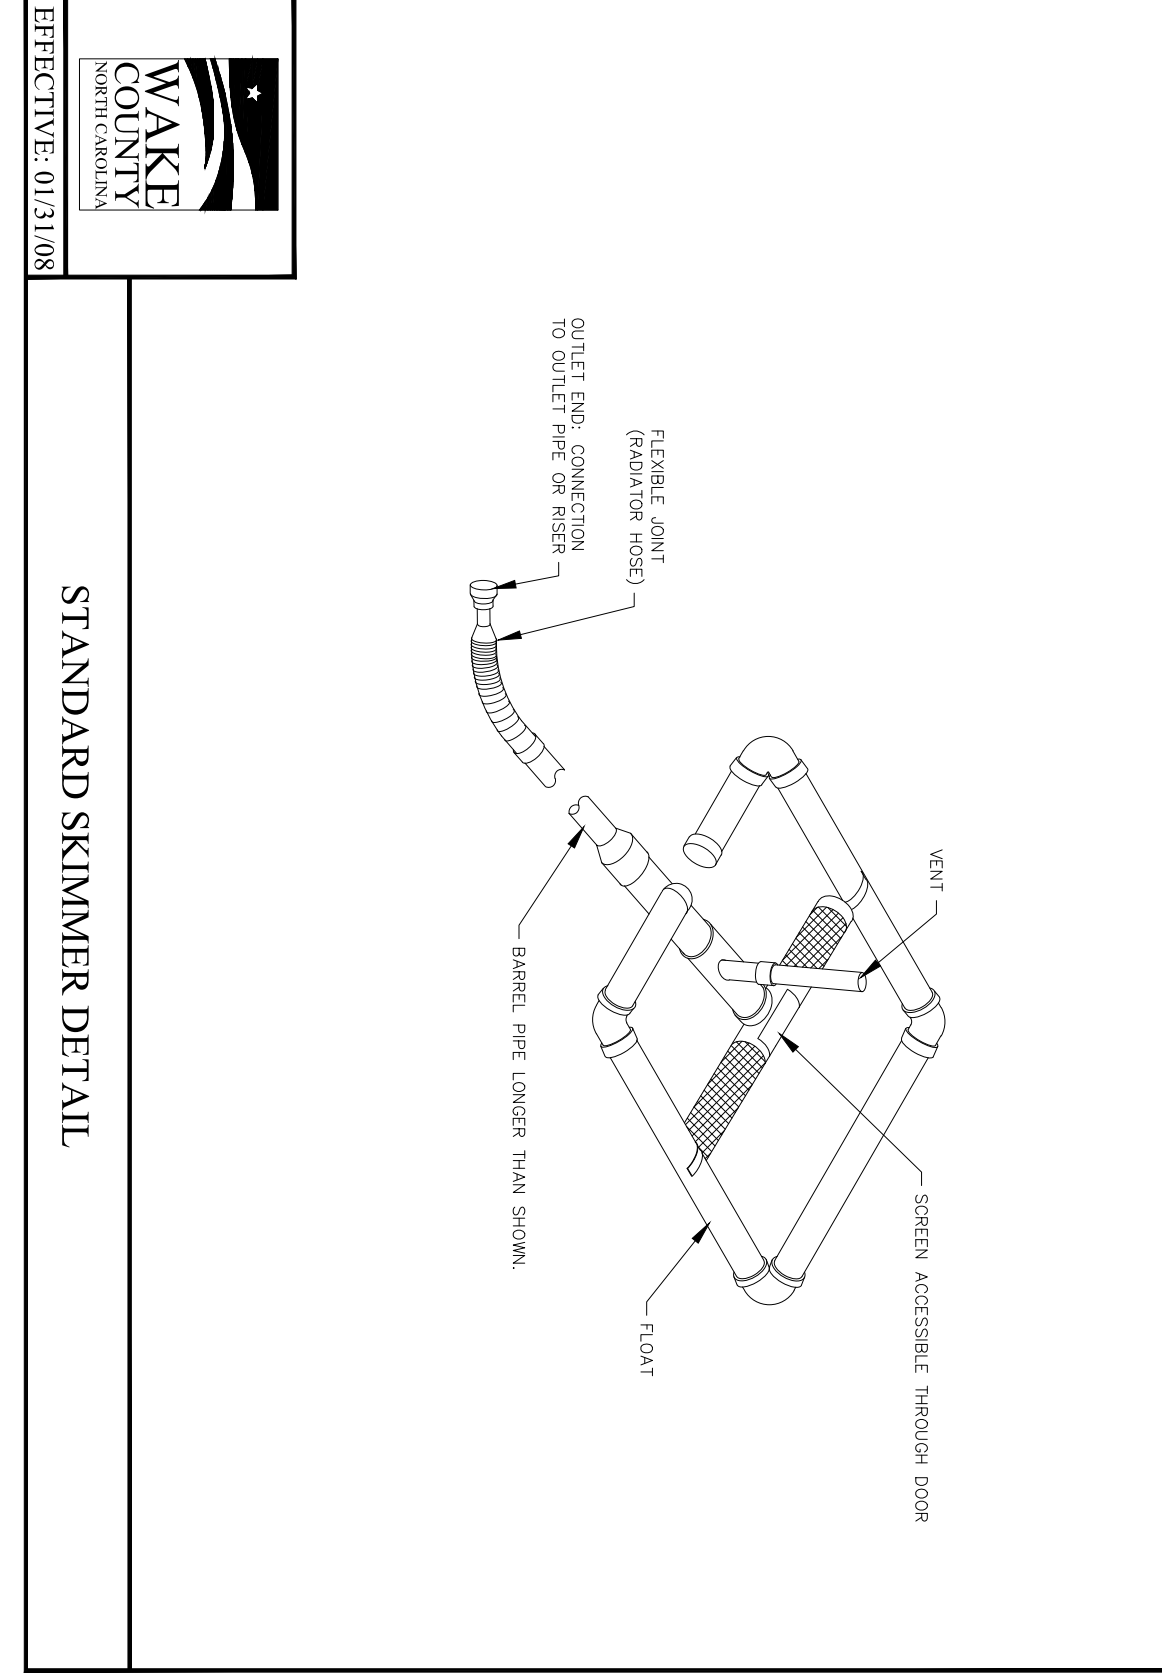 VENT
SCREEN ACCESSIBLE THROUGH DOOR
FLEXIBLE JOINT
(RADIATOR HOSE)
FLOAT
OUTLET END: CONNECTION
TO OUTLET PIPE OR RISER
BARREL PIPE LONGER THAN SHOWN.
WAKE
COUNTY
NORTH CAROLINA
EFFECTIVE: 01/31/08
STANDARD SKIMMER DETAIL